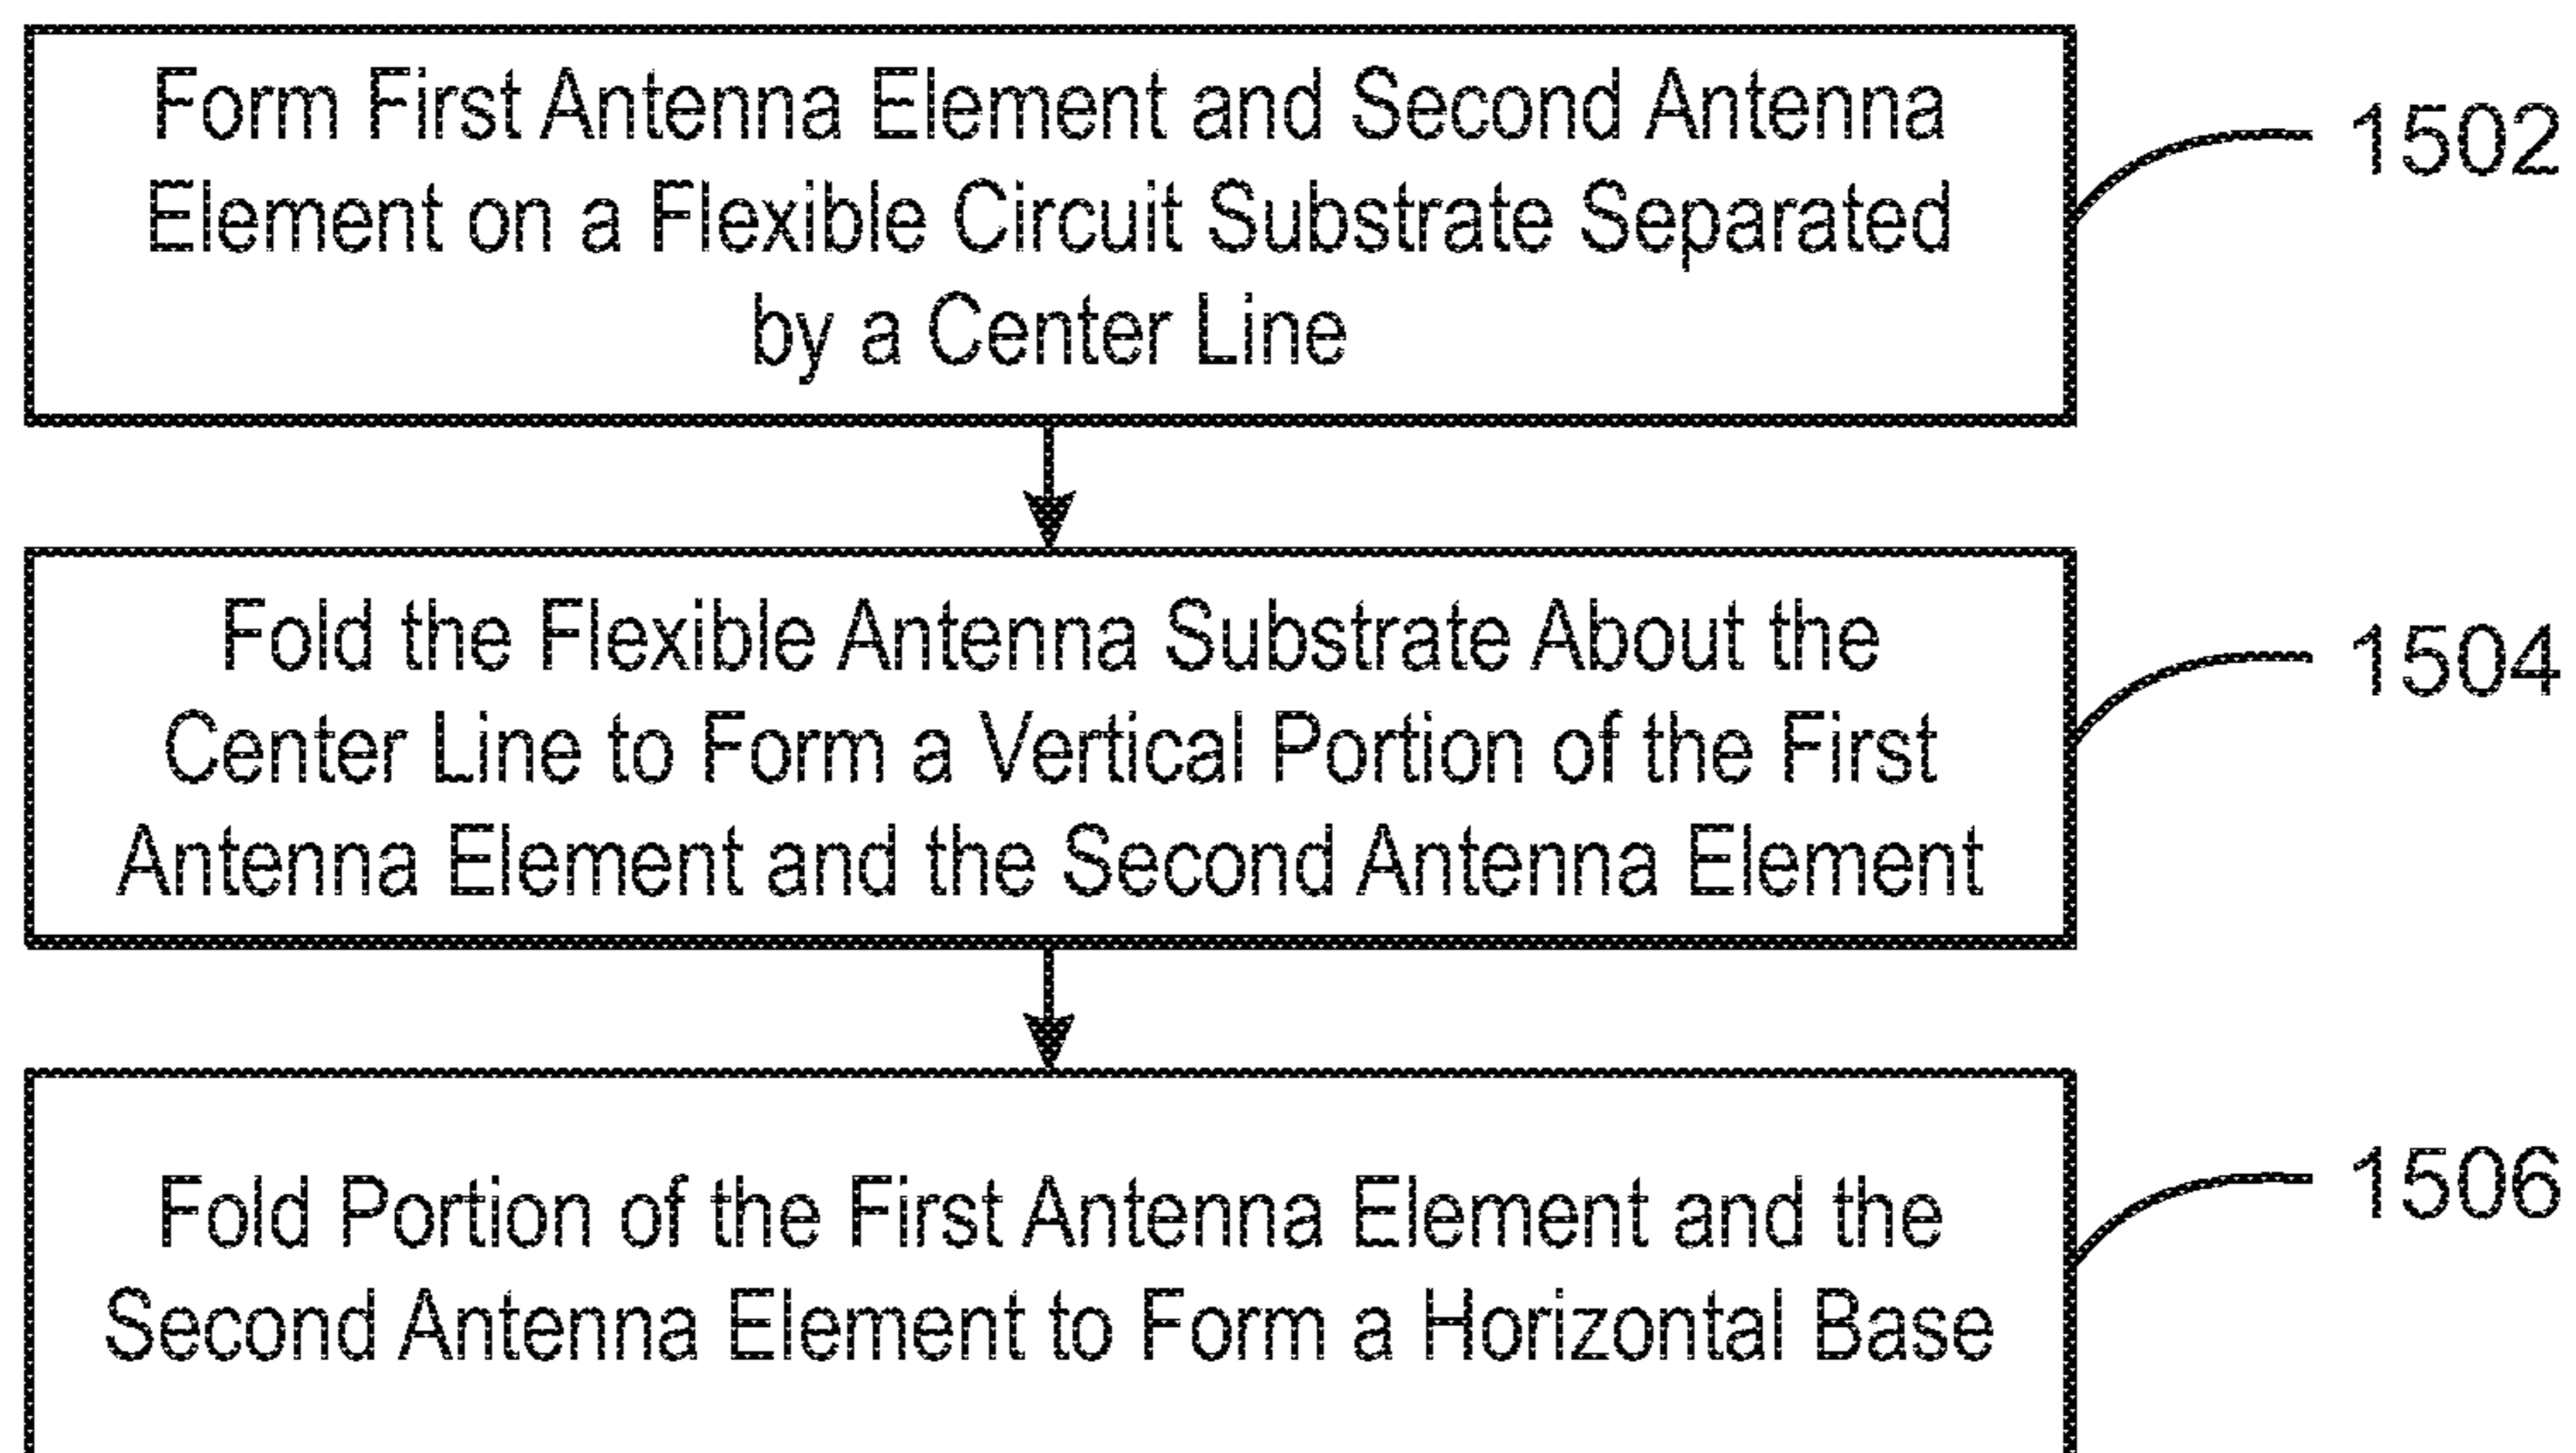 Form First Antenna Element and Second Antenna
Element on a Flexible Circuit Substrate Separated
by a Center Line
1502
Fold the Flexible Antenna Substrate About the
Center Line to Form a Vertical Portion of the First
Antenna Element and the Second Antenna Element
1504
Fold Portion of the First Antenna Element and the
Second Antenna Element to Form a Horizontal Base
1506